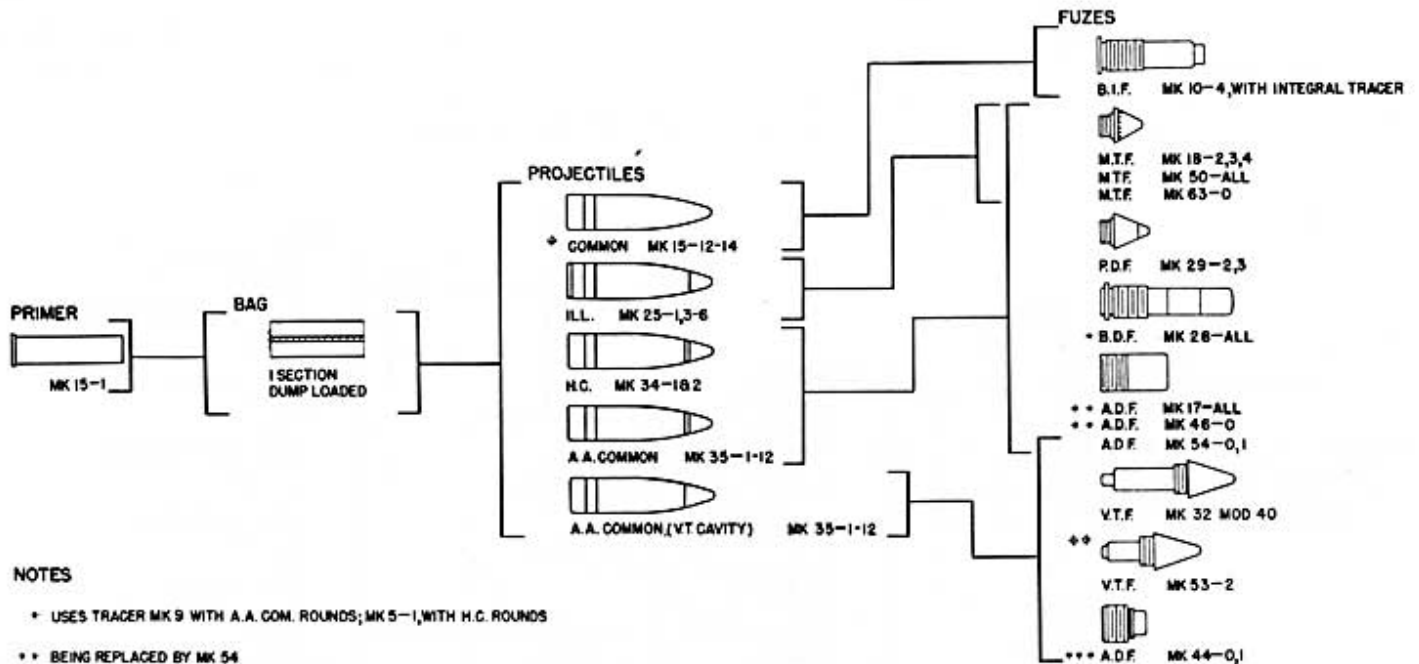 FUZES
B.I.F. MK 10-4, WITH INTEGRAL TRACER
M.T.F. MK 18-2,3,4
MTF. MK 50-ALL
M.T.F. MK 63-0
P.D.F. MK 29-2,3
* B.D.F. MK 28-ALL
** A.D.F. MK 17-ALL
** A.D.F. MK 46-0
A.D.F. MK 54-0,1
V.T.F. MK 32 MOD 40
**
V.T.F. MK 53-2
*** A.D.F. MK 44-0,1
PROJECTILES
* COMMON MK 15-12-14
ILL. MK 25-1,3-6
H.C. MK 34-1&2
A.A. COMMON MK 35-1-12
A.A. COMMON, (V.T. CAVITY) MK 35-1-12
BAG
1 SECTION
DUMP LOADED
PRIMER
MK 15-1
NOTES
* USES TRACER MK 9 WITH A.A. COM. ROUNDS; MK 5-1, WITH H.C. ROUNDS
** BEING REPLACED BY MK 54